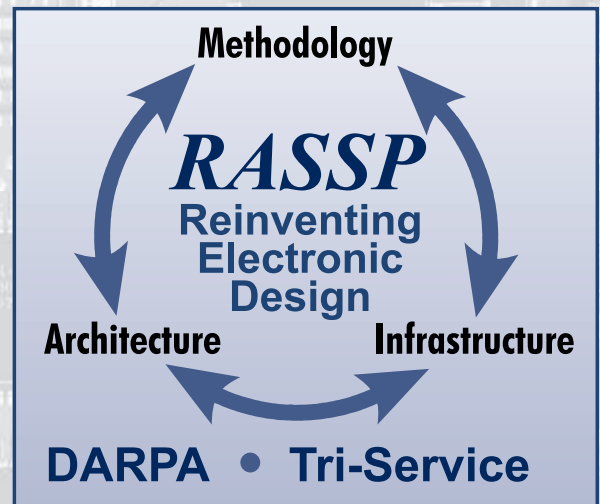 Methodology
RASSP
Reinventing
Electronic
Design
Architecture Infrastructure
DARPA • Tri-Service